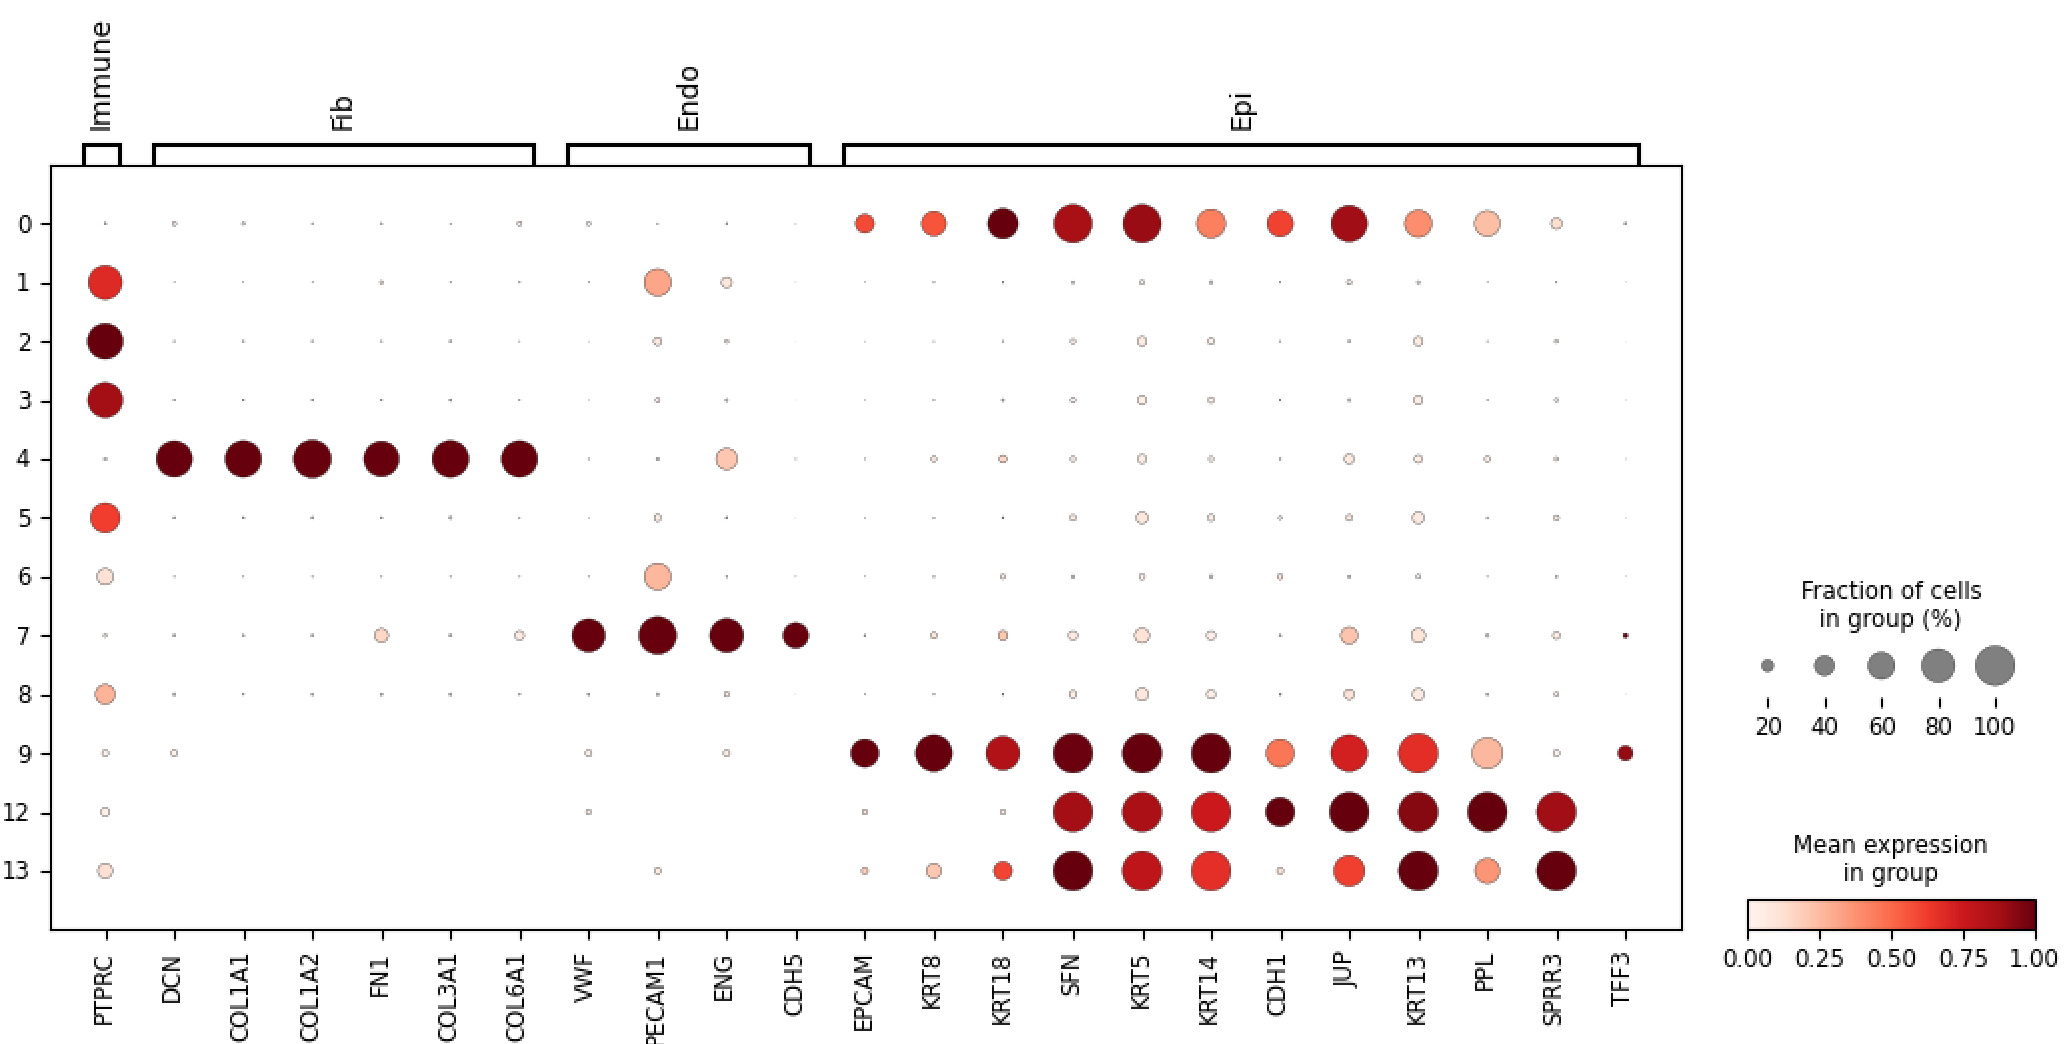 Immune
Fib
Endo
Epi
0
1
2
3
4
5
6
7
8
9
12
13
PTPRC
DCN
COL1A1
COL1A2
FN1
COL3A1
COL6A1
VWF
PECAM1
ENG
CDH5
EPCAM
KRT8
KRT18
SFN
KRT5
KRT14
CDH1
JUP
KRT13
PPL
SPRR3
TFF3
Fraction of cells
in group (%)
20 40 60 80 100
Mean expression
in group
0.00 0.25 0.50 0.75 1.00